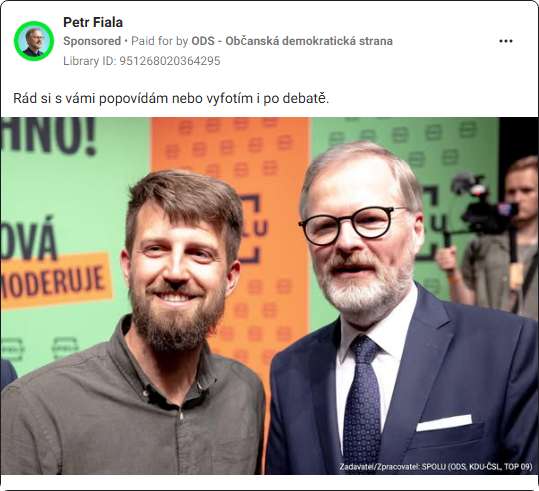 Petr Fiala
Sponsored • Paid for by ODS - Občanská demokratická strana
Library ID: 951268020364295
Rád si s vámi popovídám nebo vyfotím i po debatě.
HNO!
OVÁ
MODERUJE
LU
Zadavatel/Zpracovatel: SPOLU (ODS, KDU-ČSL, TOP 09)